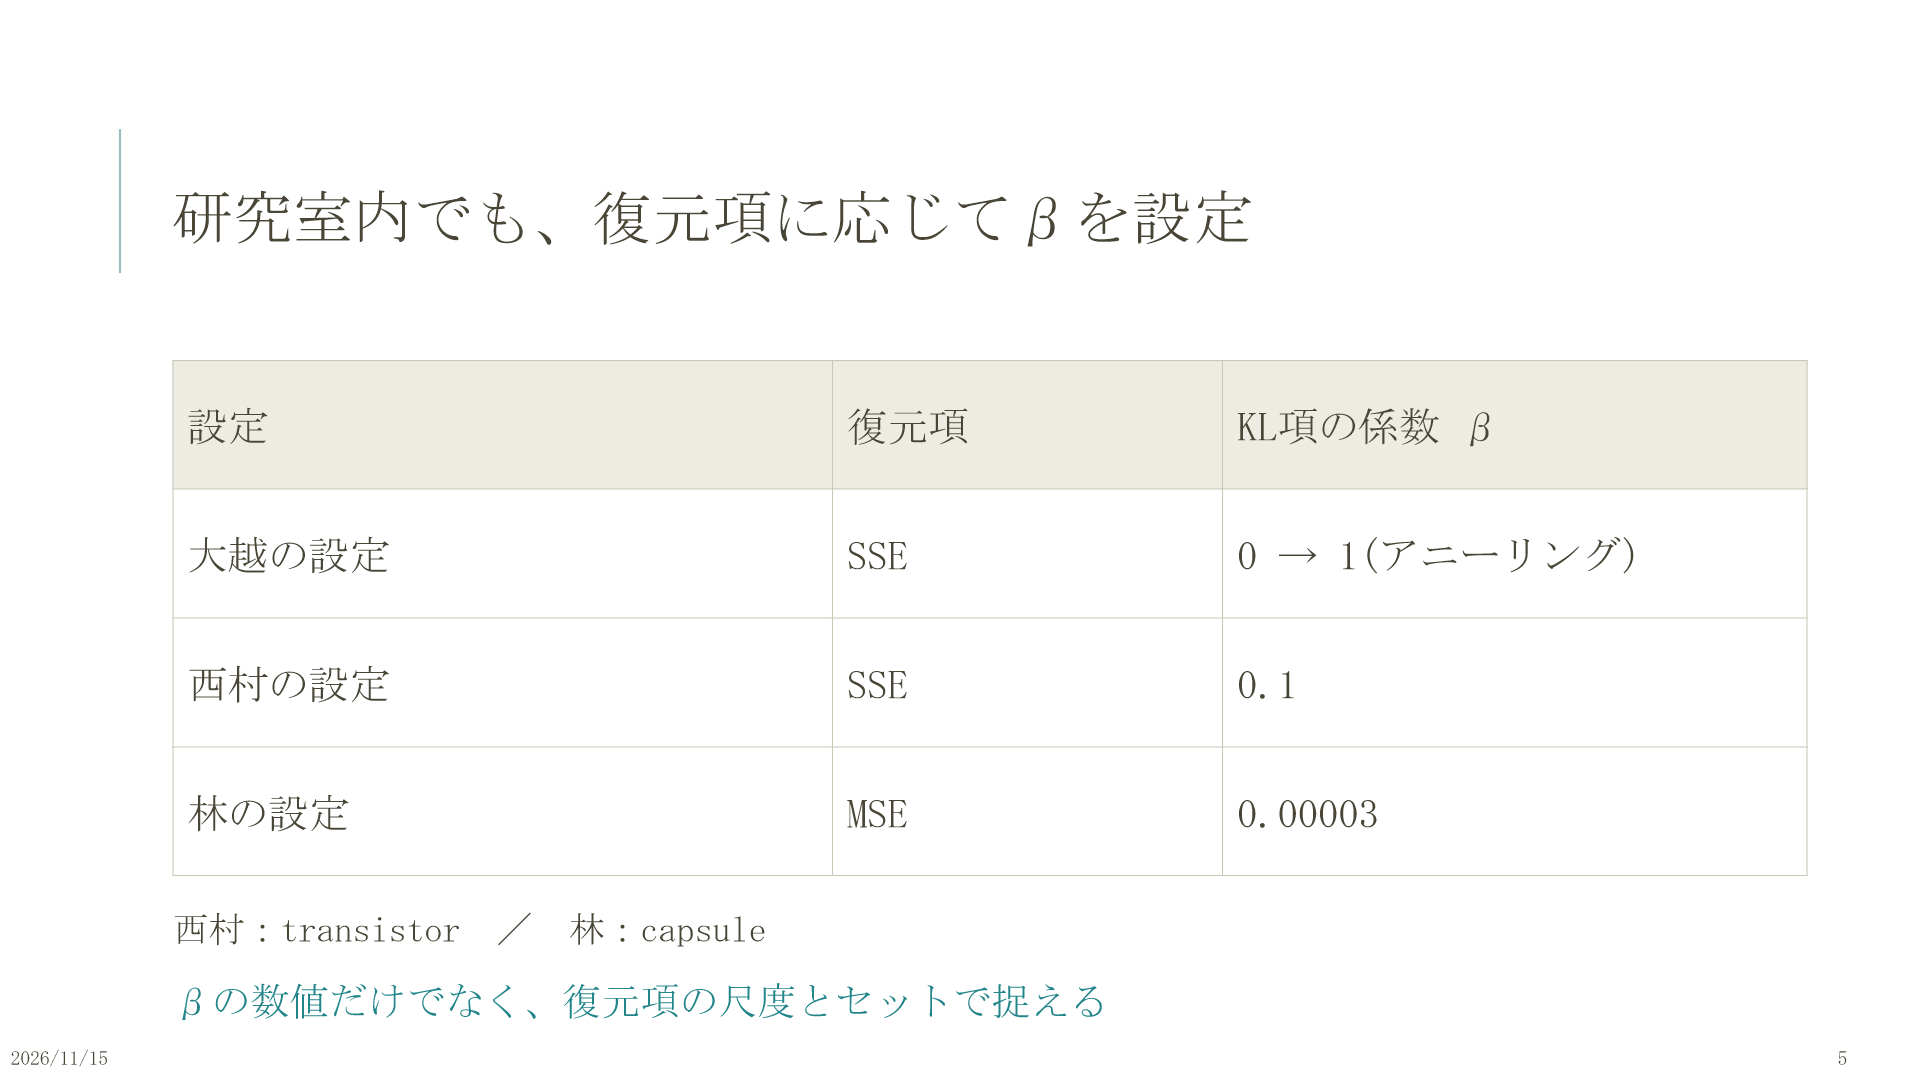 研究室内でも、復元項に応じてβを設定
設定 復元項 KL項の係数 β
大越の設定 SSE 0 → 1(アニーリング)
西村の設定 SSE 0.1
林の設定 MSE 0.00003
西村：transistor ／ 林：capsule
βの数値だけでなく、復元項の尺度とセットで捉える
2026/11/15 5